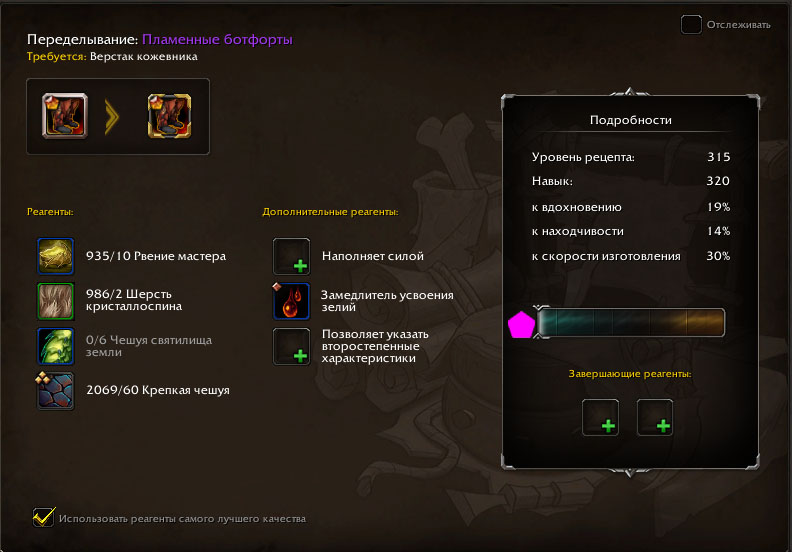 Отслеживать
Переделывание: Пламенные ботфорты
Требуется: Верстак кожевника
Подробности
Уровень рецепта: 315
Навык: 320
к вдохновению 19%
к находчивости 14%
к скорости изготовления 30%
Реагенты:
935/10 Рвение мастера
986/2 Шерсть
кристаллоспина
0/6 Чешуя святилища
земли
2069/60 Крепкая чешуя
Дополнительные реагенты:
Наполняет силой
Замедлитель усвоения
зелий
Позволяет указать
второстепенные
характеристики
Завершающие реагенты:
Использовать реагенты самого лучшего качества